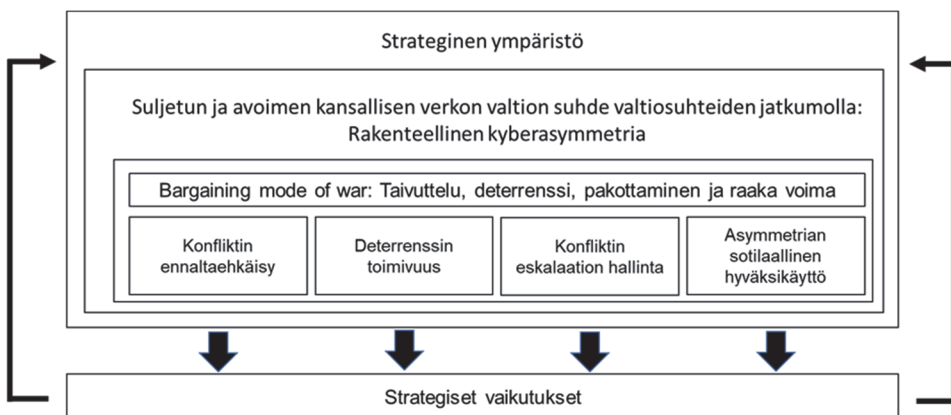 Strateginen ympäristö
Suljetun ja avoimen kansallisen verkon valtion suhde valtiosuhteiden jatkumolla:
Rakenteellinen kyberasymmetria
Bargaining mode of war: Taivuttelu, deterrenssi, pakottaminen ja raaka voima
Konfliktin
ennaltaehkäisy
Deterrenssin
toimivuus
Konfliktin
eskalaation hallinta
Asymmetrian
sotilaallinen
hyväksikäyttö
Strategiset vaikutukset